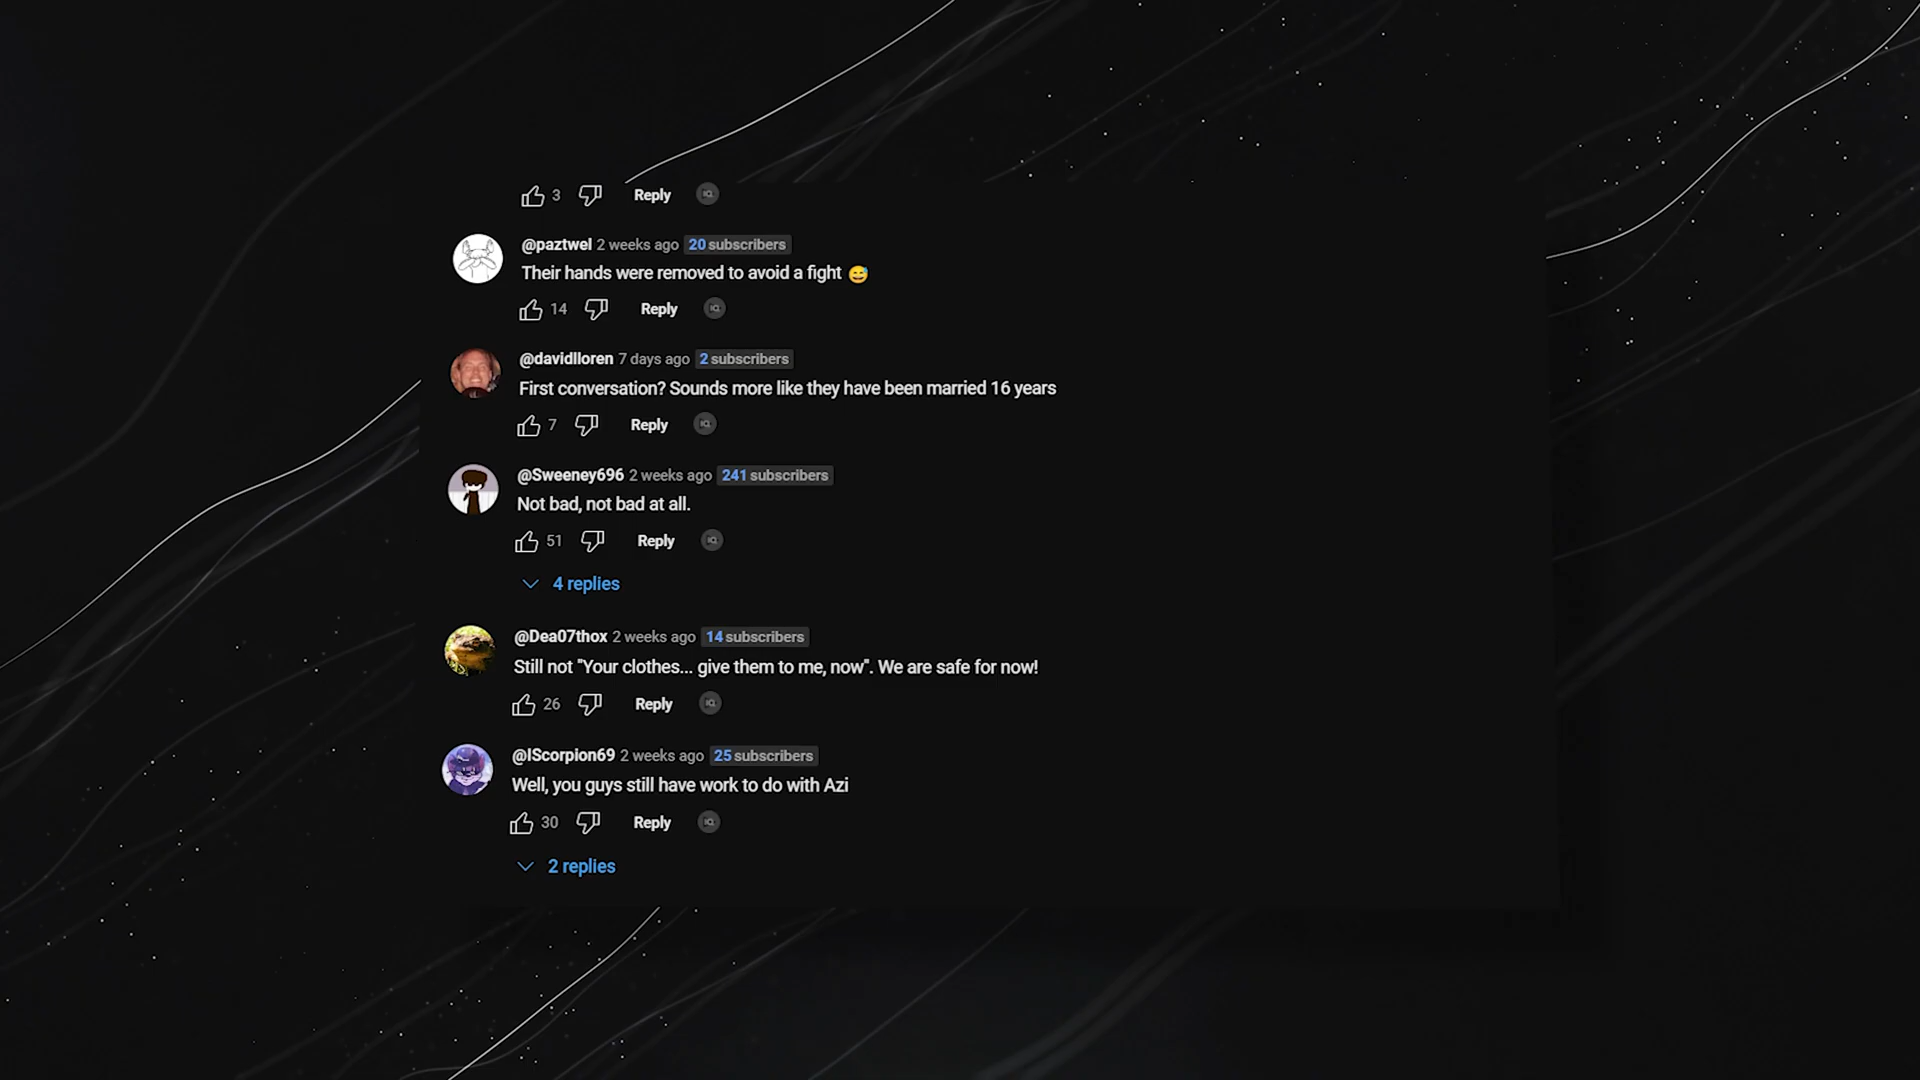 3 Reply
@paztwel 2 weeks ago 20 subscribers
Their hands were removed to avoid a fight 😅
14 Reply
@davidlloren 7 days ago 2 subscribers
First conversation? Sounds more like they have been married 16 years
7 Reply
@Sweeney696 2 weeks ago 241 subscribers
Not bad, not bad at all.
51 Reply
4 replies
@Dea07thox 2 weeks ago 14 subscribers
Still not "Your clothes... give them to me, now". We are safe for now!
26 Reply
@IScorpion69 2 weeks ago 25 subscribers
Well, you guys still have work to do with Azi
30 Reply
2 replies